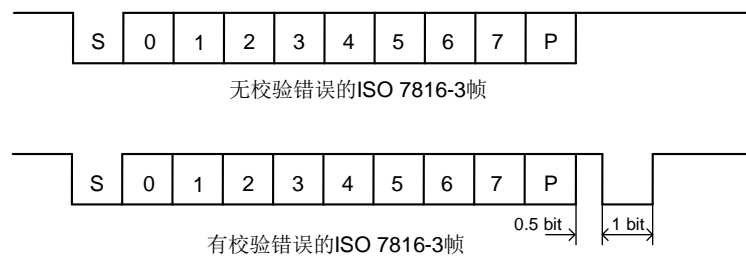 S 0 1 2 3 4 5 6 7 P
无校验错误的ISO 7816-3帧
S 0 1 2 3 4 5 6 7 P
0.5 bit 1 bit
有校验错误的ISO 7816-3帧